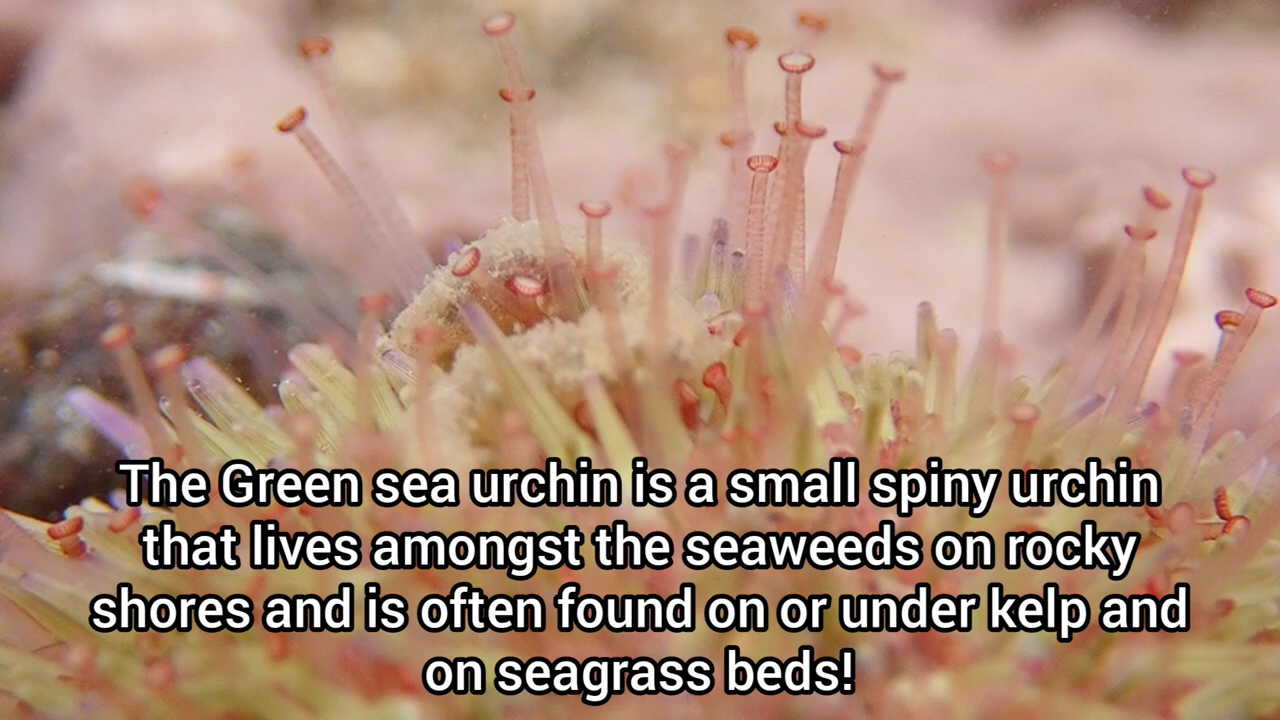 The Green sea urchin is a small spiny urchin
that lives amongst the seaweeds on rocky
shores and is often found on or under kelp and
on seagrass beds!